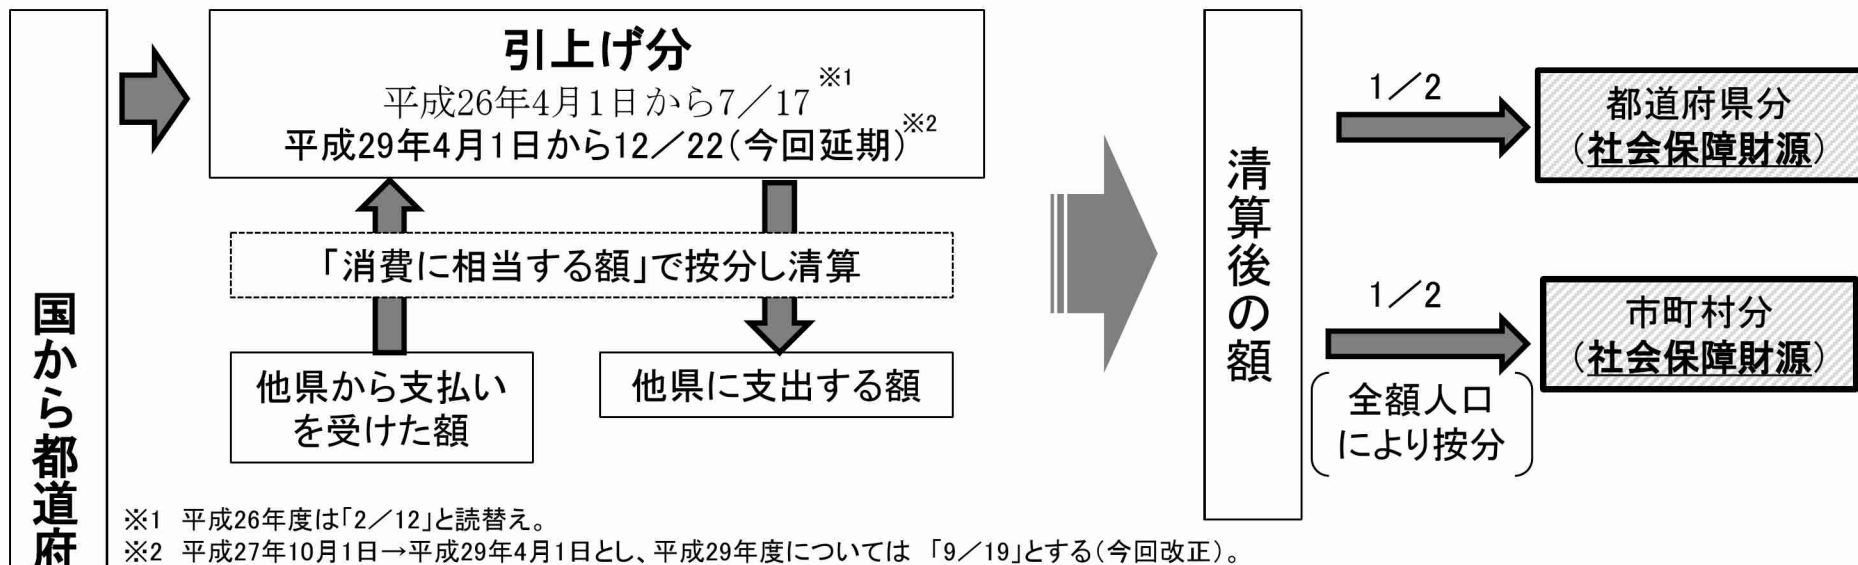 国から都道府
引上げ分
平成26年4月1日から7／17※1
平成29年4月1日から12／22(今回延期)※2
「消費に相当する額」で按分し清算
他県から支払い
を受けた額
他県に支出する額
清算後の額
1／2
都道府県分
(社会保障財源)
1／2
市町村分
(社会保障財源)
全額人口
により按分
※1 平成26年度は「2／12」と読替え。
※2 平成27年10月1日→平成29年4月1日とし、平成29年度については 「9／19」とする(今回改正)。